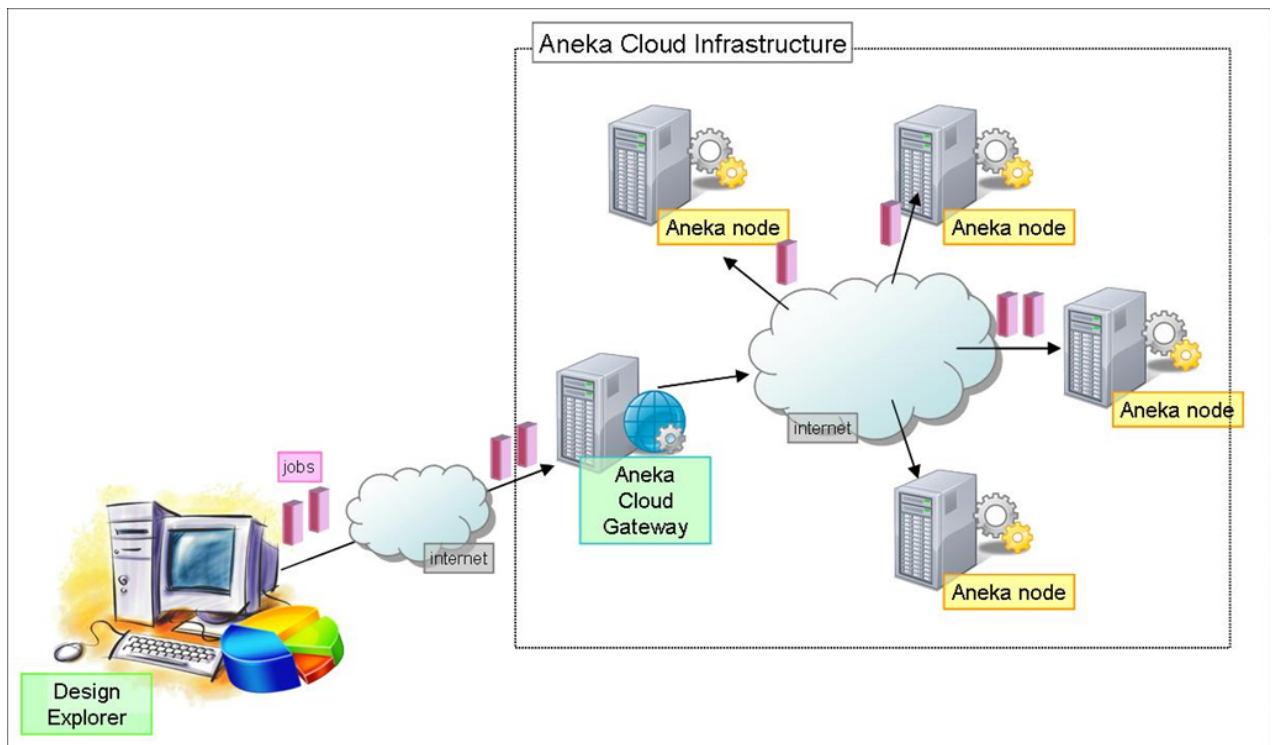 Aneka Cloud Infrastructure
Aneka node
Aneka node
Aneka node
internet
Aneka
Cloud
Gateway
jobs
internet
Aneka node
Design
Explorer